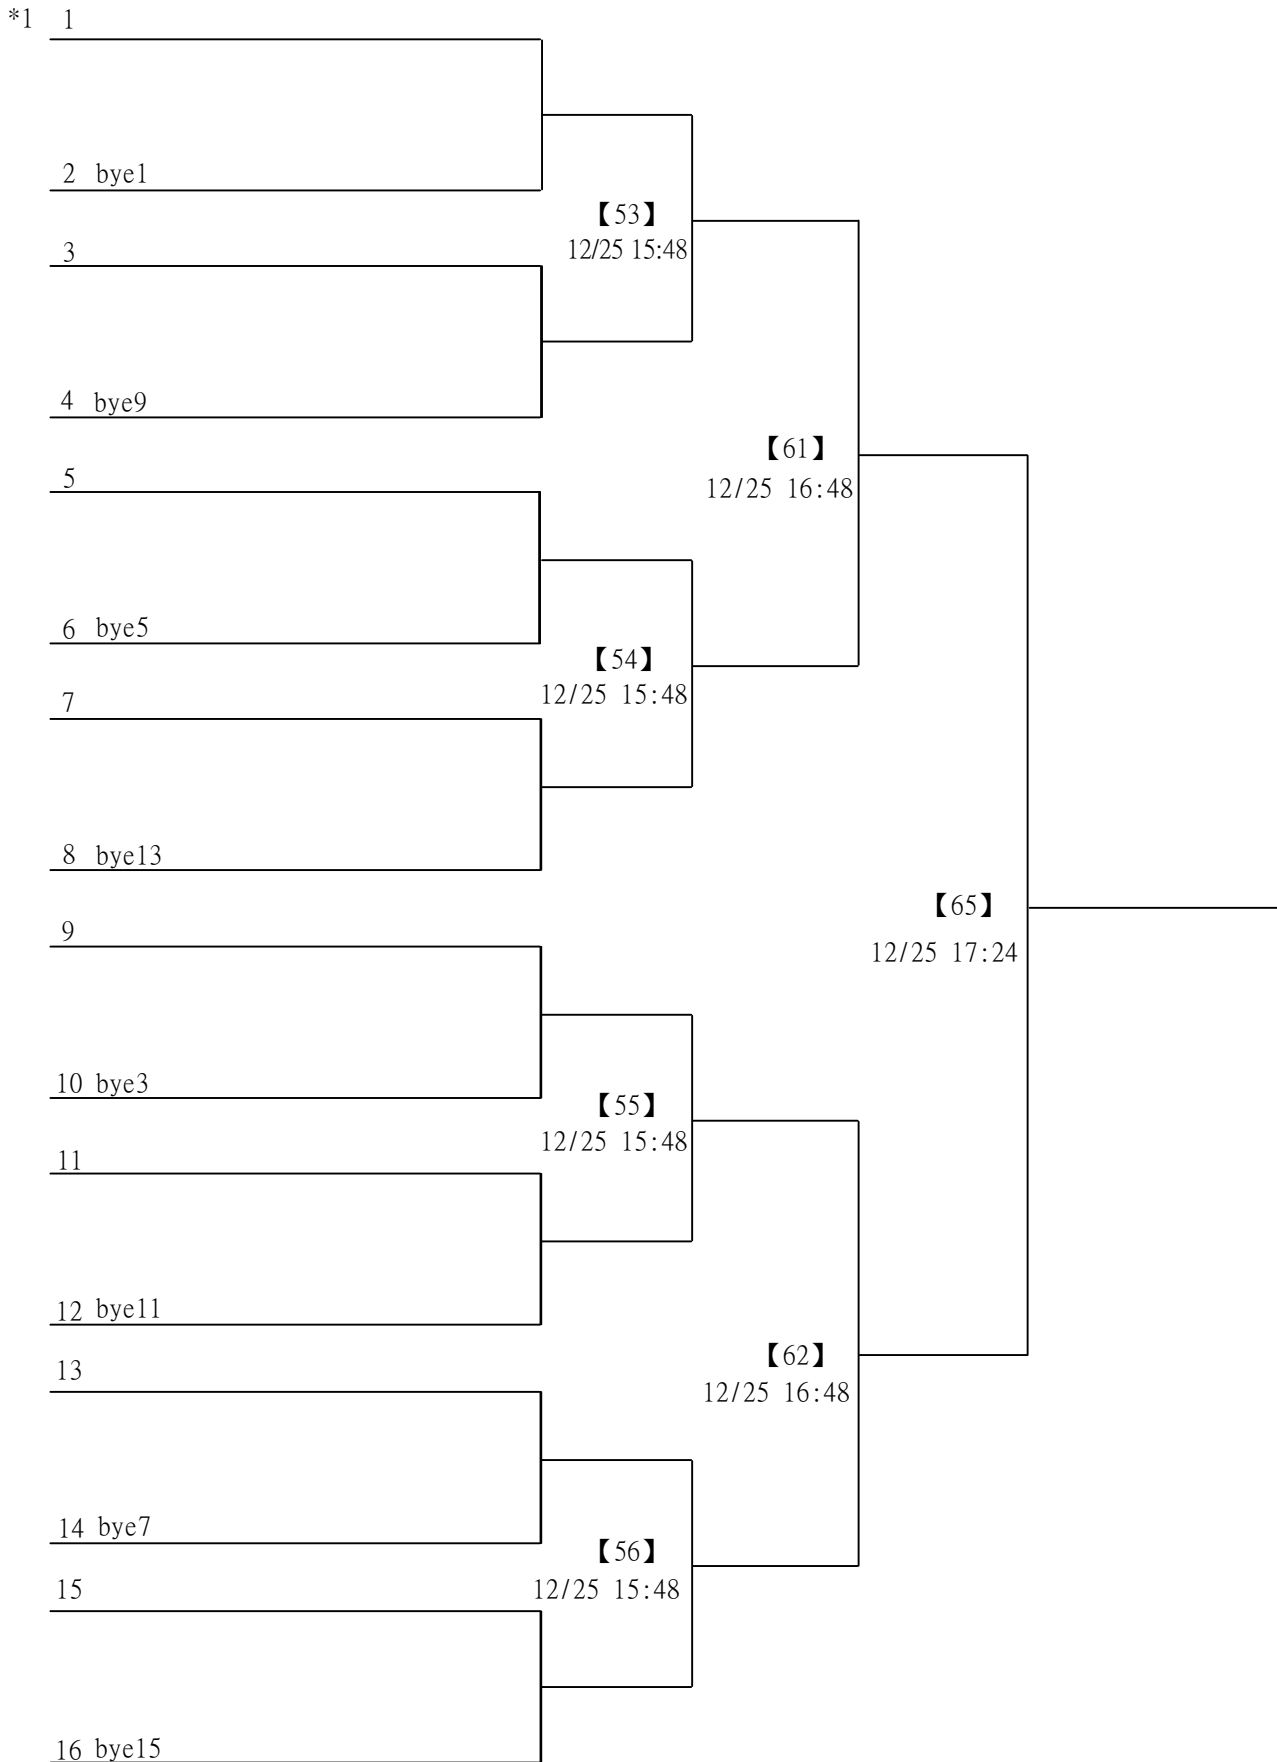 *1 1
2 bye1
【53】
12/25 15:48
3
4 bye9
【61】
12/25 16:48
5
6 bye5
【54】
12/25 15:48
7
8 bye13
【65】
12/25 17:24
9
10 bye3
【55】
12/25 15:48
11
12 bye11
【62】
12/25 16:48
13
14 bye7
【56】
12/25 15:48
15
16 bye15